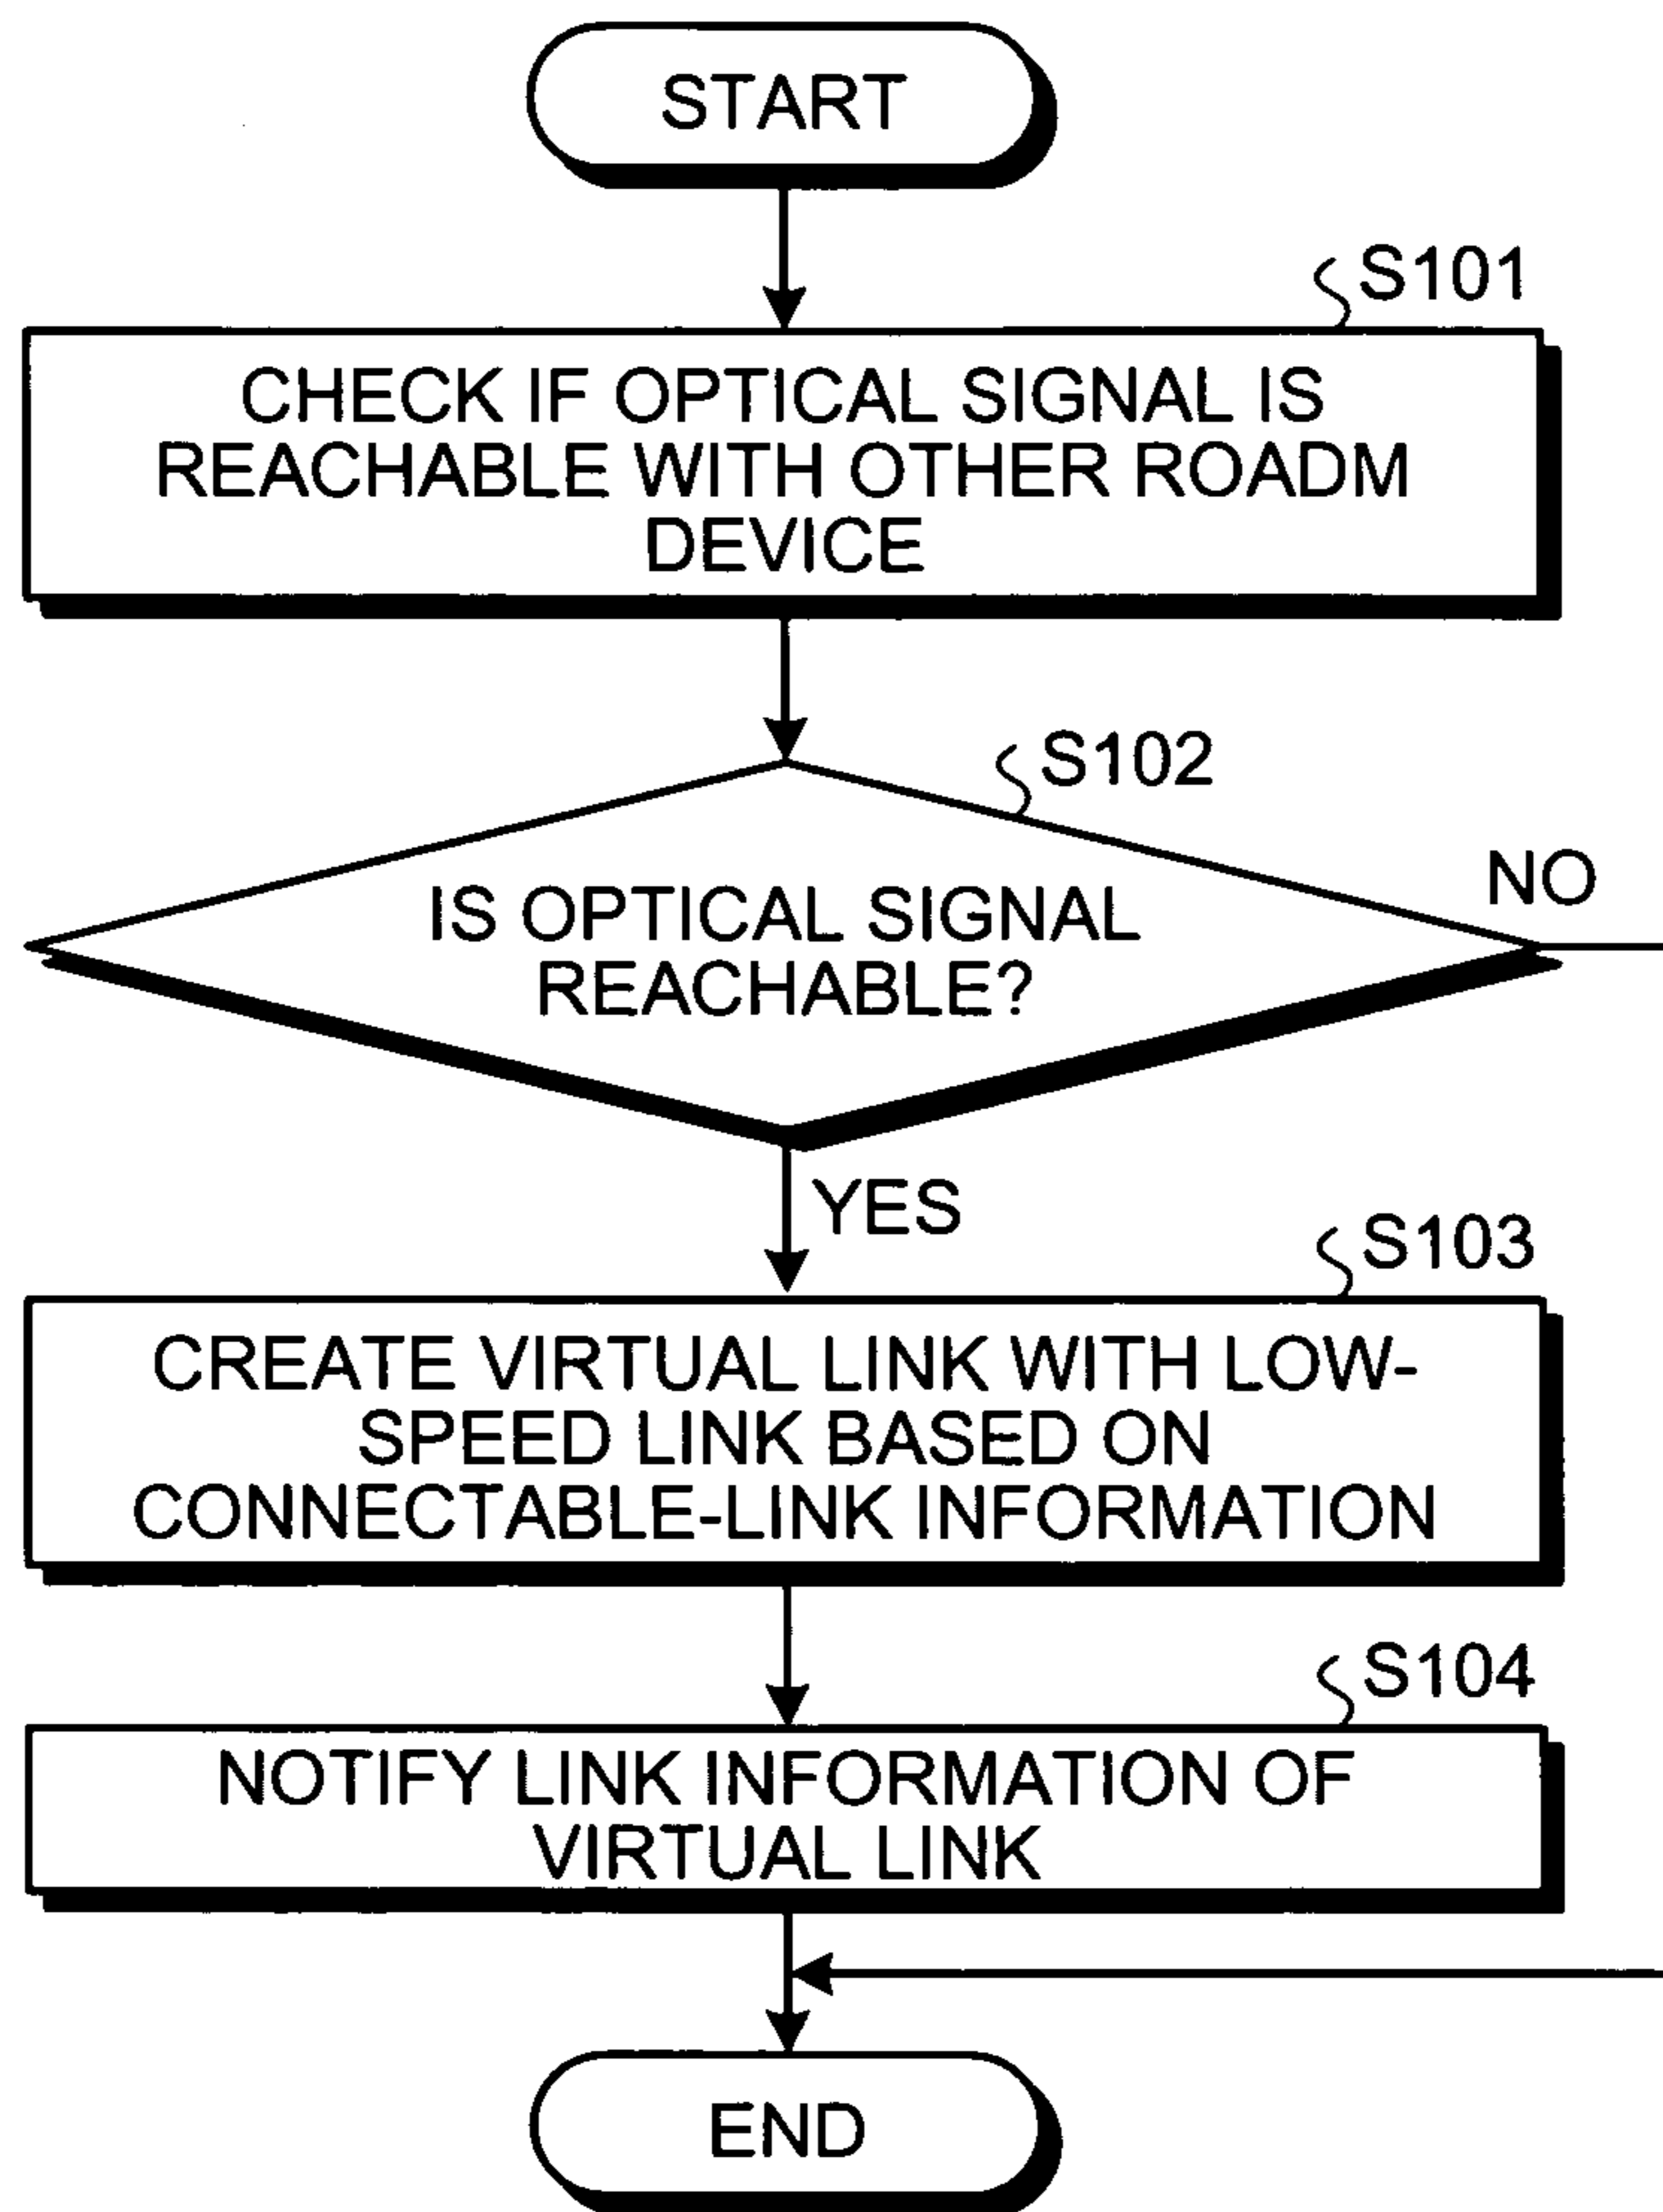 START
S101
CHECK IF OPTICAL SIGNAL IS
REACHABLE WITH OTHER ROADM
DEVICE
S102
NO
IS OPTICAL SIGNAL
REACHABLE?
YES
S103
CREATE VIRTUAL LINK WITH LOW-
SPEED LINK BASED ON
CONNECTABLE-LINK INFORMATION
S104
NOTIFY LINK INFORMATION OF
VIRTUAL LINK
END